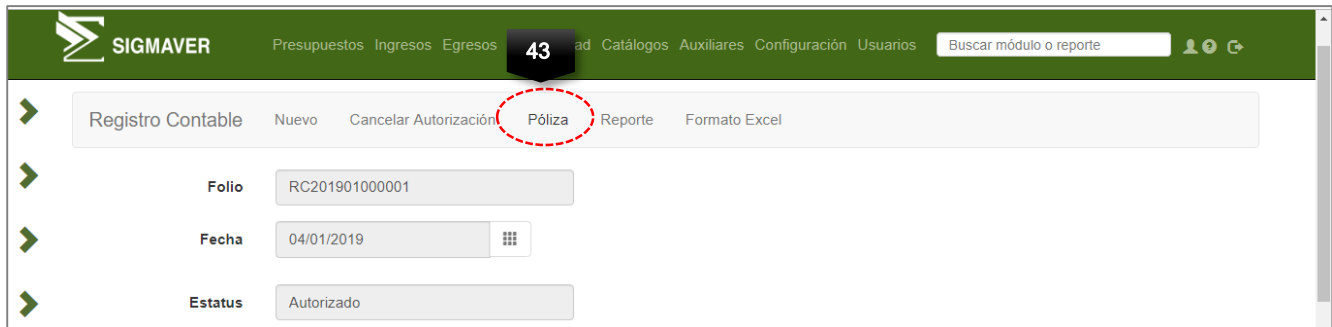 SIGMAVER Presupuestos Ingresos Egresos ad Catálogos Auxiliares Configuración Usuarios Buscar módulo o reporte
43
Registro Contable Nuevo Cancelar Autorización Póliza Reporte Formato Excel
Folio RC201901000001
Fecha 04/01/2019
Estatus Autorizado